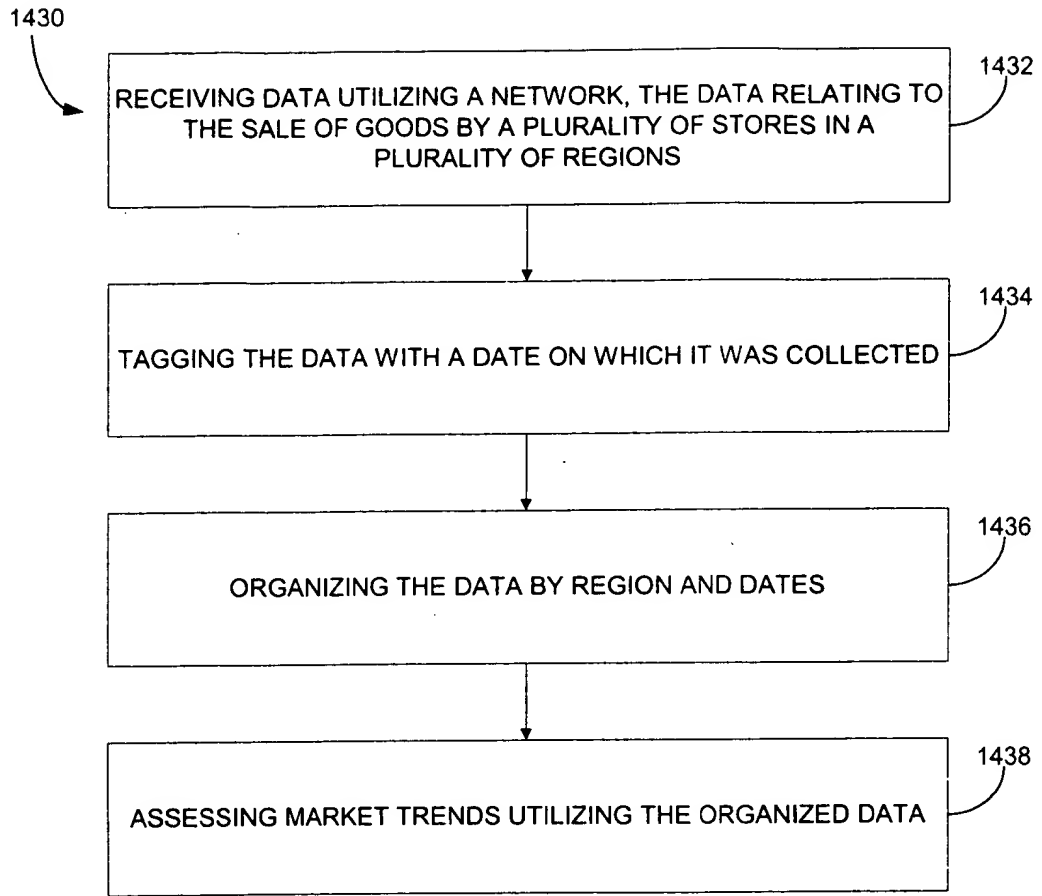 1430
1432
RECEIVING DATA UTILIZING A NETWORK, THE DATA RELATING TO
THE SALE OF GOODS BY A PLURALITY OF STORES IN A
PLURALITY OF REGIONS
1434
TAGGING THE DATA WITH A DATE ON WHICH IT WAS COLLECTED
1436
ORGANIZING THE DATA BY REGION AND DATES
1438
ASSESSING MARKET TRENDS UTILIZING THE ORGANIZED DATA